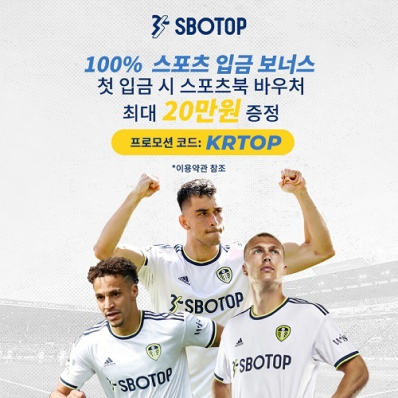 SBOTOP
100% 스포츠 입금 보너스
첫 입금 시 스포츠북 바우처
최대 20만원 증정
프로모션 코드: KRTOP
*이용약관 참조
SBOTOP
adidas
SBOTOP
SBOTOP